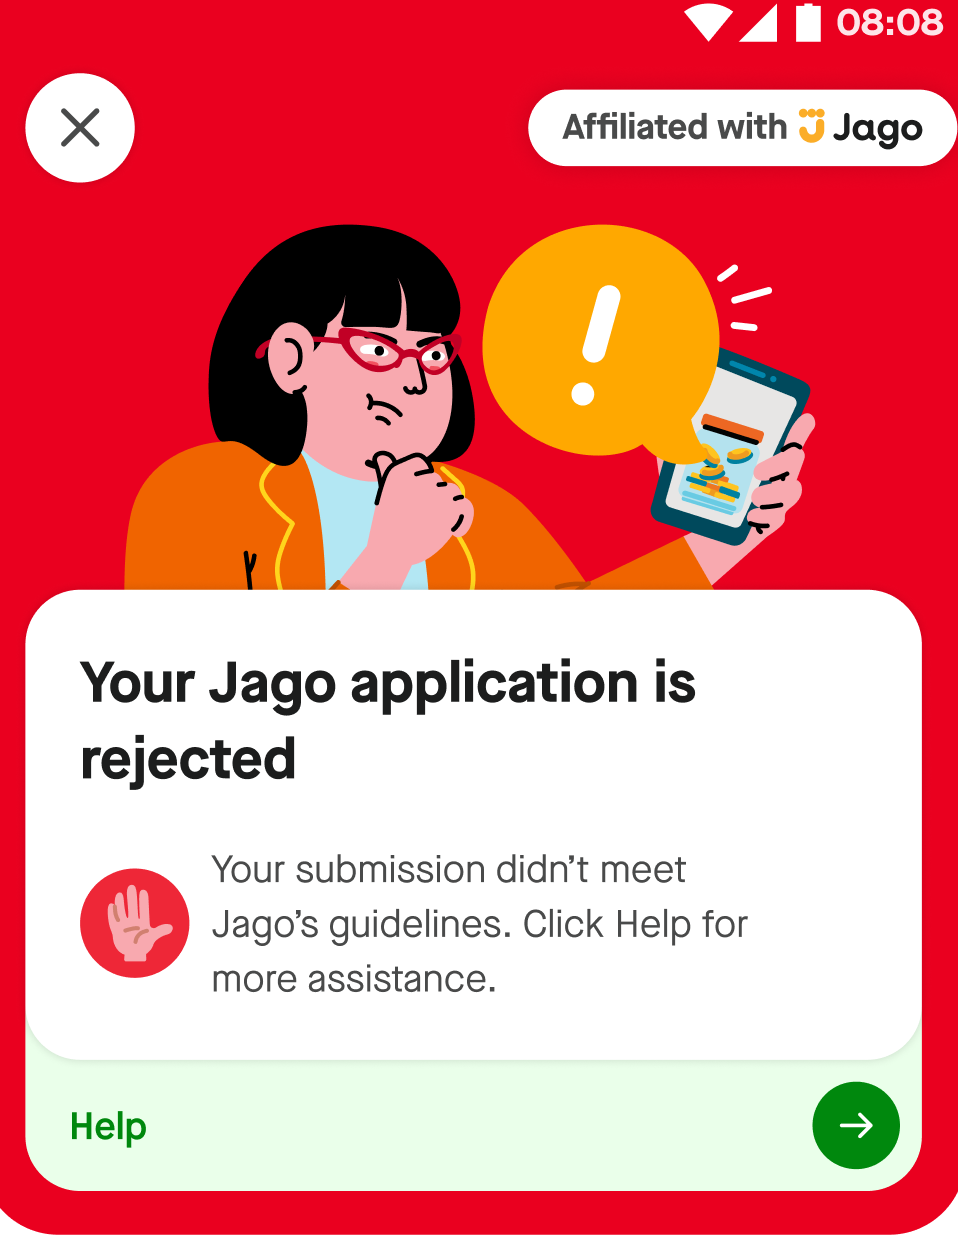 08:08
Affiliated with Jago
Your Jago application is
rejected
Your submission didn’t meet
Jago’s guidelines. Click Help for
more assistance.
Help